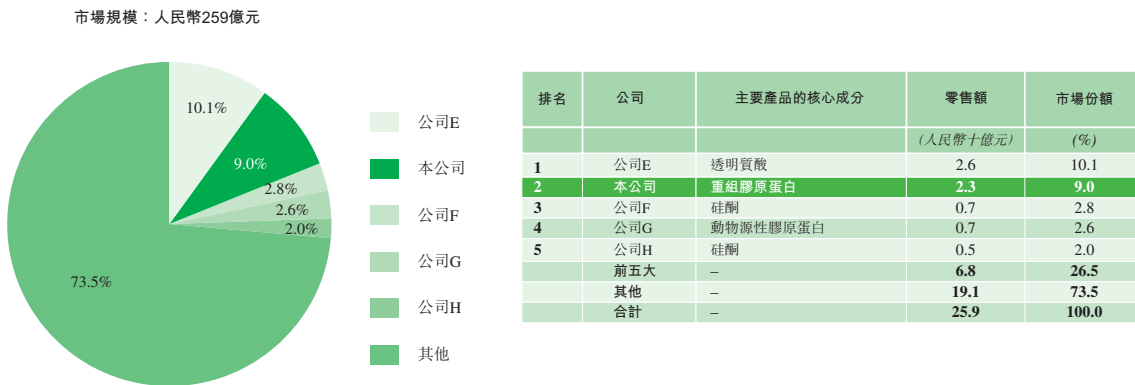 市場規模：人民幣259億元
10.1%
9.0%
2.8%
2.6%
2.0%
73.5%
公司E
本公司
公司F
公司G
公司H
其他
排名 公司 主要產品的核心成分 零售額 市場份額
(人民幣十億元) (%)
1 公司E 透明質酸 2.6 10.1
2 本公司 重組膠原蛋白 2.3 9.0
3 公司F 硅酮 0.7 2.8
4 公司G 動物源性膠原蛋白 0.7 2.6
5 公司H 硅酮 0.5 2.0
前五大 – 6.8 26.5
其他 – 19.1 73.5
合計 – 25.9 100.0